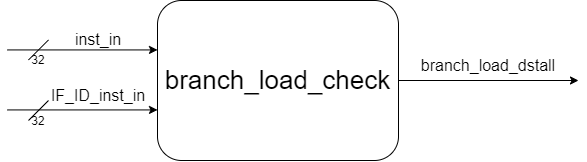 inst_in
32
IF_ID_inst_in
32
branch_load_check
branch_load_dstall